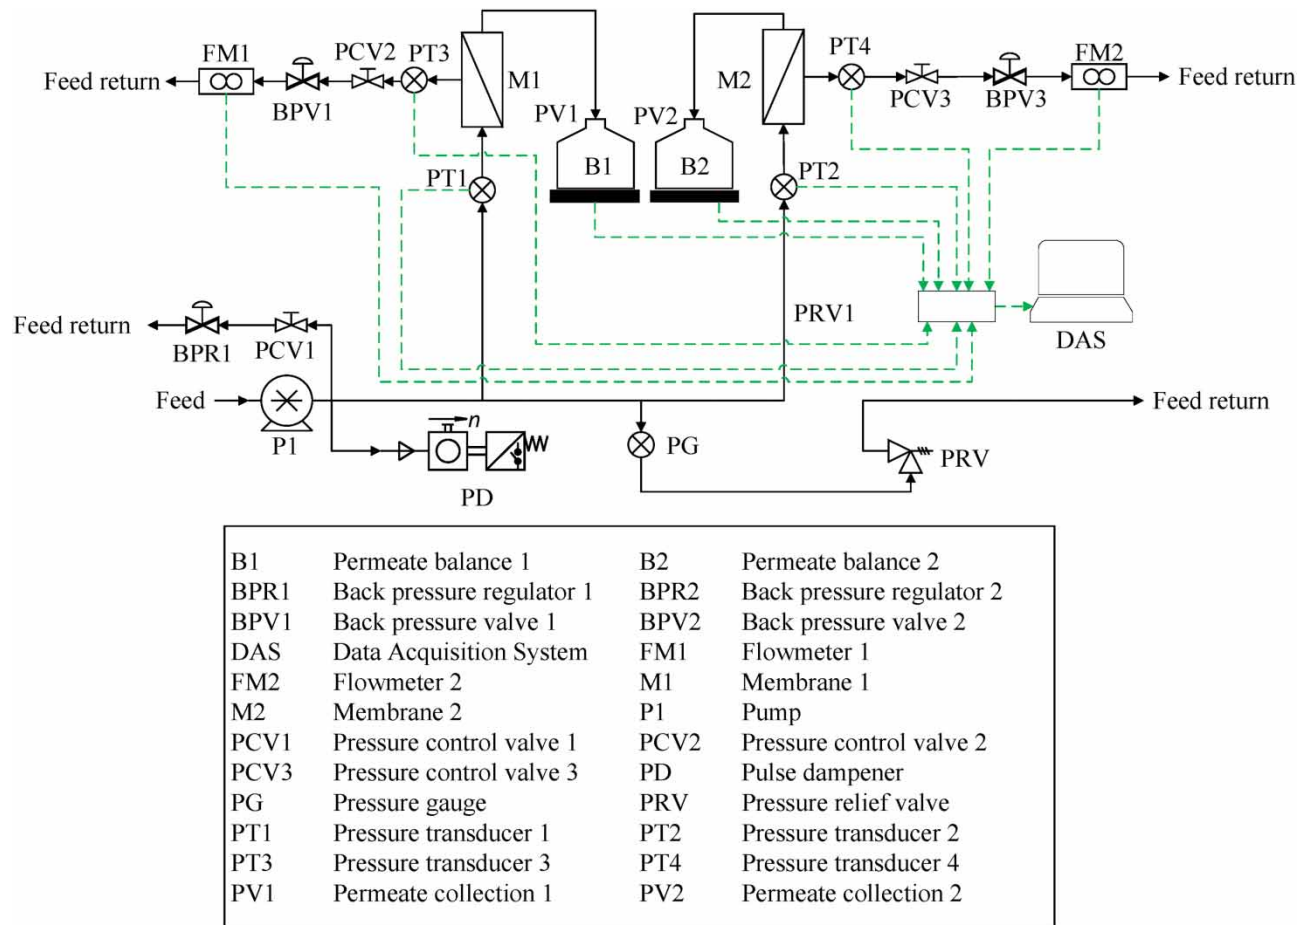 FM1
PCV2
PT3
Feed return
BPV1
M1
PV1
B1
PT1
PV2
B2
M2
PT4
FM2
Feed return
PCV3
BPV3
PT2
PRV1
DAS
Feed return
BPR1
PCV1
Feed
P1
n
PD
PG
PRV
Feed return
B1 Permeate balance 1 B2 Permeate balance 2
BPR1 Back pressure regulator 1 BPR2 Back pressure regulator 2
BPV1 Back pressure valve 1 BPV2 Back pressure valve 2
DAS Data Acquisition System FM1 Flowmeter 1
FM2 Flowmeter 2 M1 Membrane 1
M2 Membrane 2 P1 Pump
PCV1 Pressure control valve 1 PCV2 Pressure control valve 2
PCV3 Pressure control valve 3 PD Pulse dampener
PG Pressure gauge PRV Pressure relief valve
PT1 Pressure transducer 1 PT2 Pressure transducer 2
PT3 Pressure transducer 3 PT4 Pressure transducer 4
PV1 Permeate collection 1 PV2 Permeate collection 2